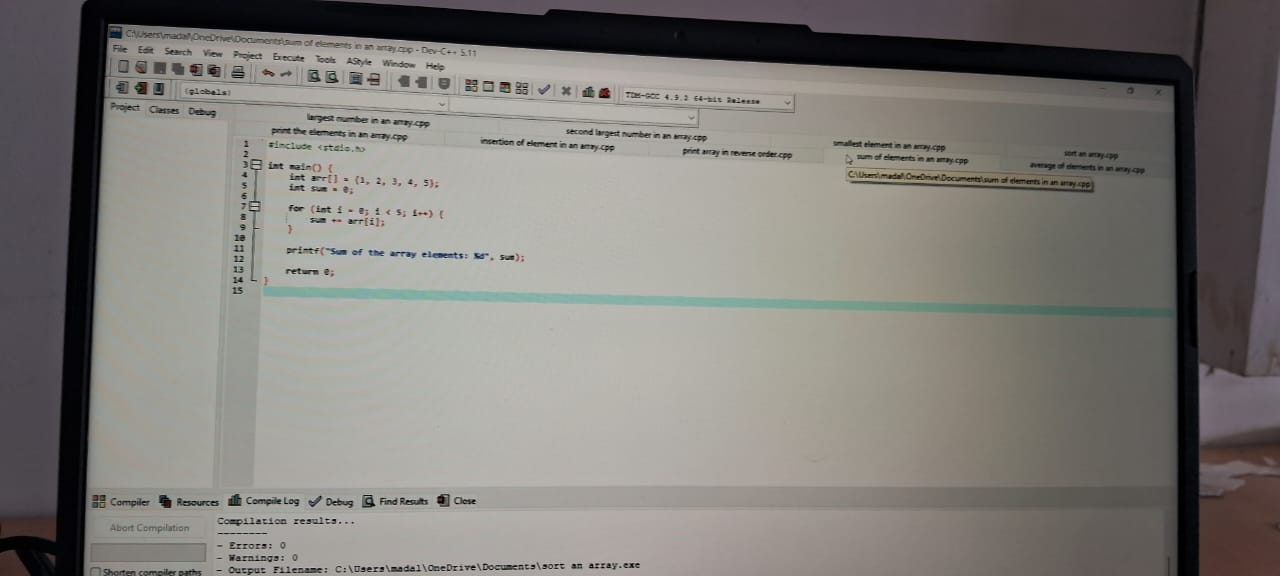 C:\Users\madal\OneDrive\Documents\sum of elements in an array.cpp - Dev-C++ 5.11
File Edit Search View Project Execute Tools AStyle Window Help
TDM-GCC 4.9.2 64-bit Release
(globals)
Project Classes Debug
largest number in an array.cpp second largest number in an array.cpp smallest element in an array.cpp sort an array.cpp
print the elements in an array.cpp insertion of element in an array.cpp print array in reverse order.cpp sum of elements in an array.cpp average of elements in an array.cpp
C:\Users\madal\OneDrive\Documents\sum of elements in an array.cpp
1 #include <stdio.h>
2
3 int main() {
4 int arr[] = {1, 2, 3, 4, 5};
5 int sum = 0;
6
7 for (int i = 0; i < 5; i++) {
8 sum += arr[i];
9 }
10
11 printf("Sum of the array elements: %d", sum);
12
13 return 0;
14 }
15
Compiler Resources Compile Log Debug Find Results Close
Abort Compilation
Shorten compiler paths
Compilation results...
--------
- Errors: 0
- Warnings: 0
- Output Filename: C:\Users\madal\OneDrive\Documents\sort an array.exe